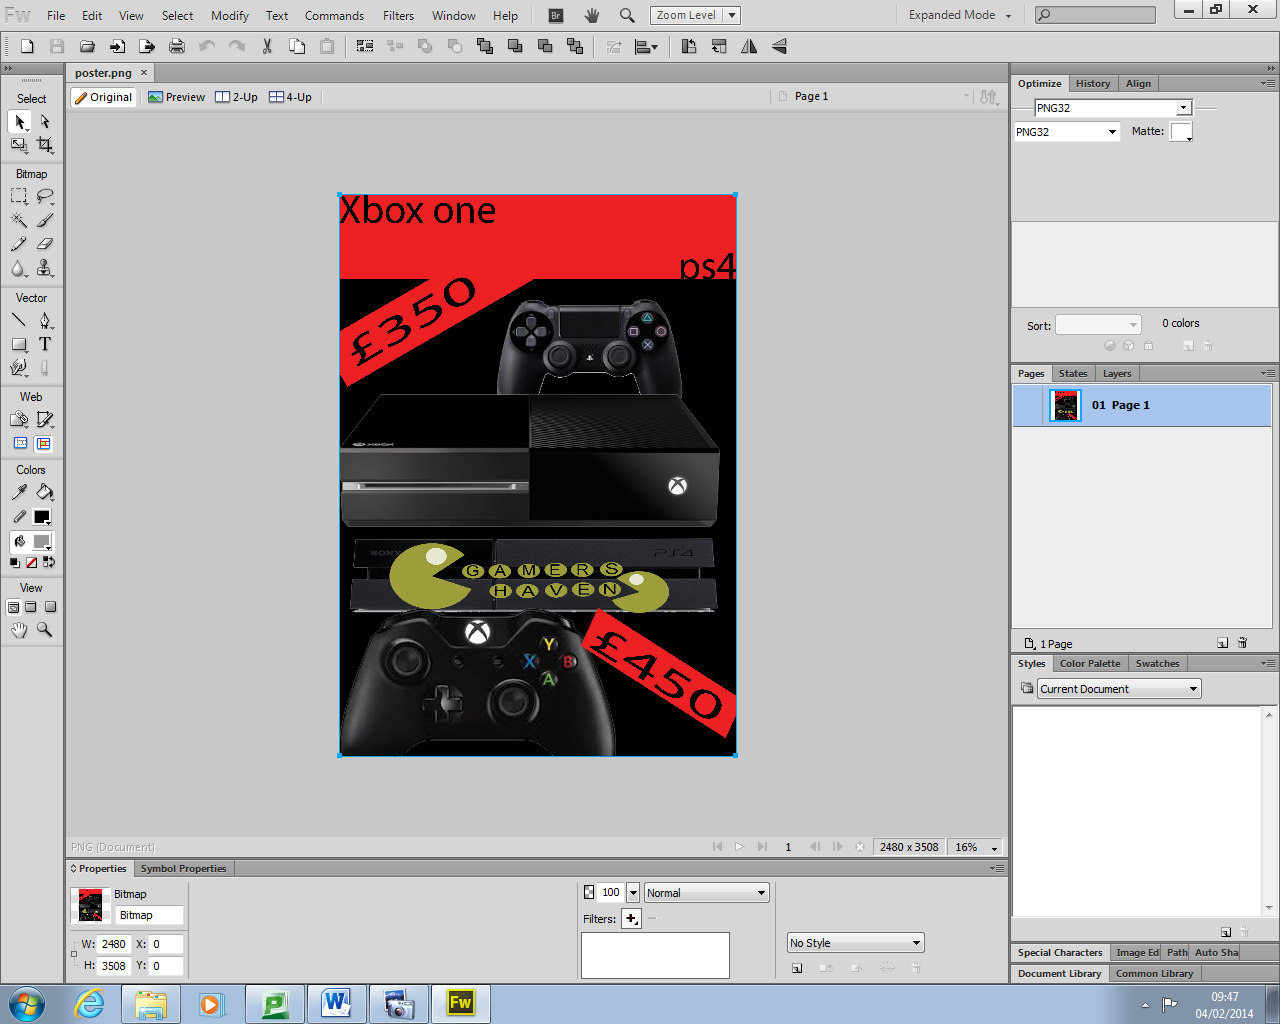 Fw File Edit View Select Modify Text Commands Filters Window Help Br Zoom Level Expanded Mode
poster.png
Original Preview 2-Up 4-Up Page 1
Select
Bitmap
Vector
T
Web
Colors
View
Xbox one
ps4
£350
XBOX
SONY PS4
GAMERS
HAVEN
Y
X B
A
£450
PNG (Document) 1 2480 x 3508 16%
Properties Symbol Properties
Bitmap
Bitmap
W: 2480 X: 0
H: 3508 Y: 0
100 Normal
Filters:
No Style
Optimize History Align
PNG32
PNG32 Matte:
Sort: 0 colors
Pages States Layers
01 Page 1
1 Page
Styles Color Palette Swatches
Current Document
Special Characters Image Ed Path Auto Sha
Document Library Common Library
P W Fw
09:47
04/02/2014